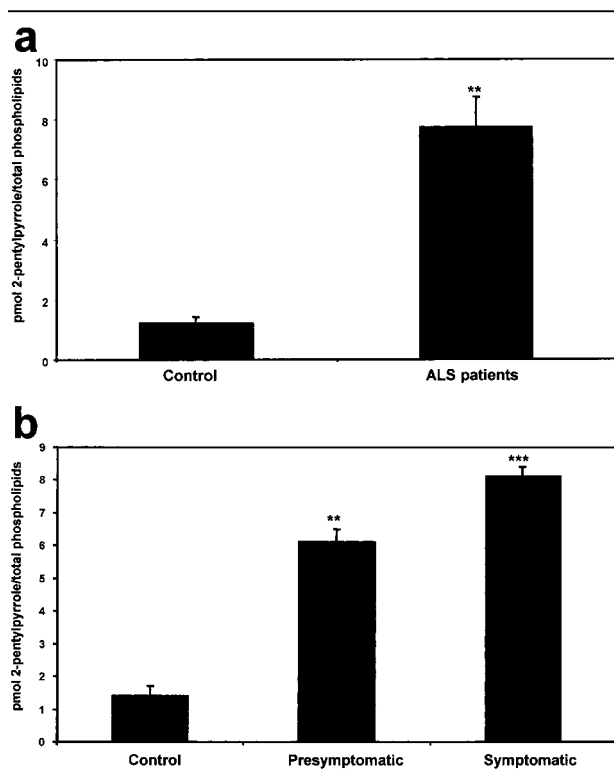 a
pmol 2-pentylpyrrole/total phospholipids
10
8
6
4
2
0
**
Control
ALS patients
b
pmol 2-pentylpyrrole/total phospholipids
9
8
7
6
5
4
3
2
1
0
**
***
Control
Presymptomatic
Symptomatic